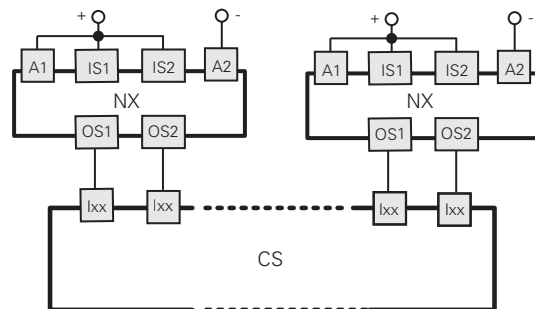 + - + -
A1 IS1 IS2 A2 A1 IS1 IS2 A2
NX NX
OS1 OS2 OS1 OS2
Ixx Ixx Ixx Ixx
CS